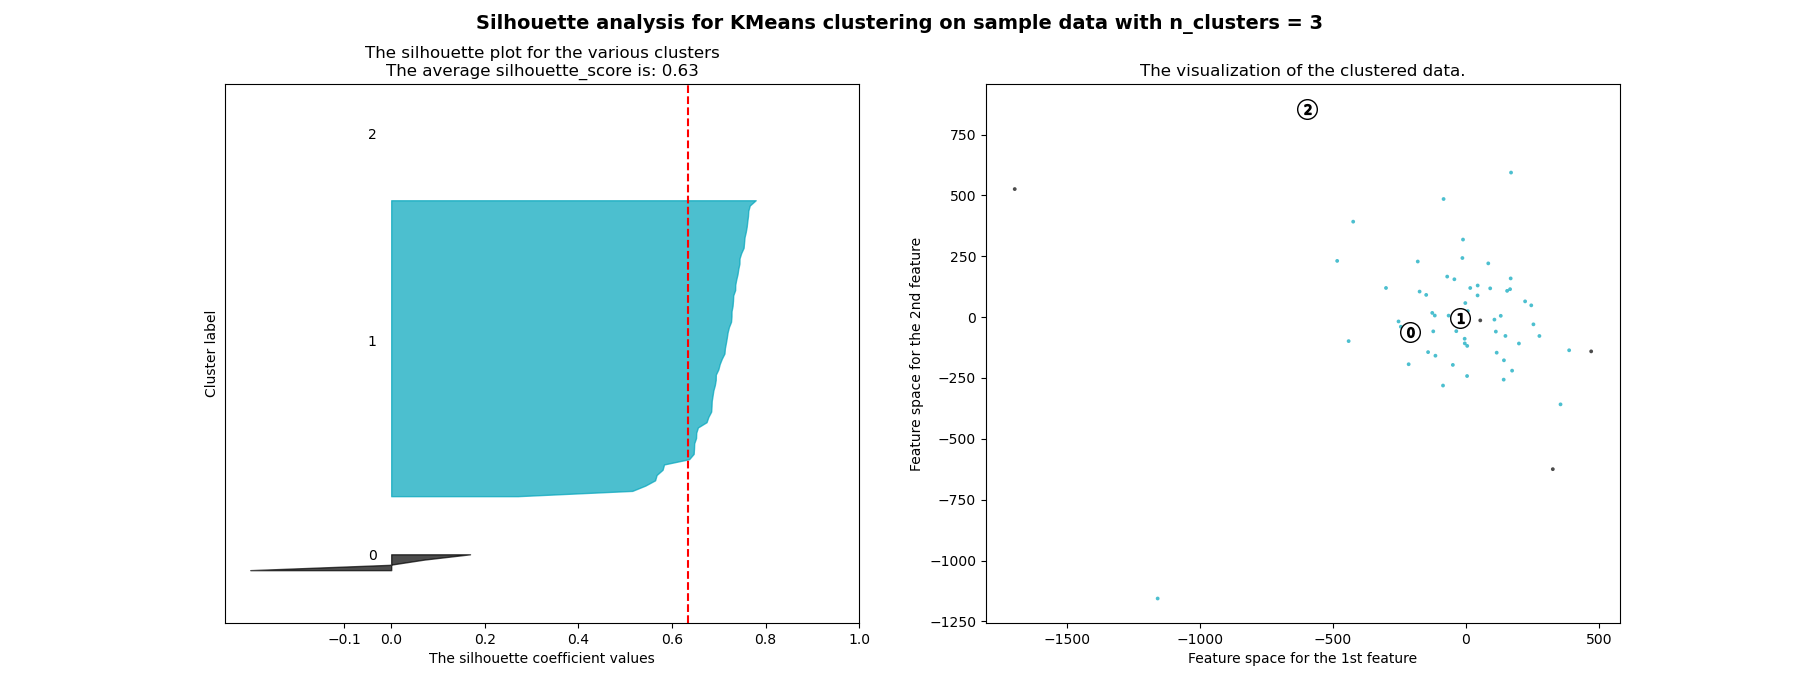 Silhouette analysis for KMeans clustering on sample data with n_clusters = 3
The silhouette plot for the various clusters
The average silhouette_score is: 0.63
2
1
0
Cluster label
−0.1 0.0 0.2 0.4 0.6 0.8 1.0
The silhouette coefficient values
The visualization of the clustered data.
750
500
250
0
−250
−500
−750
−1000
−1250
Feature space for the 2nd feature
2
1
0
−1500 −1000 −500 0 500
Feature space for the 1st feature